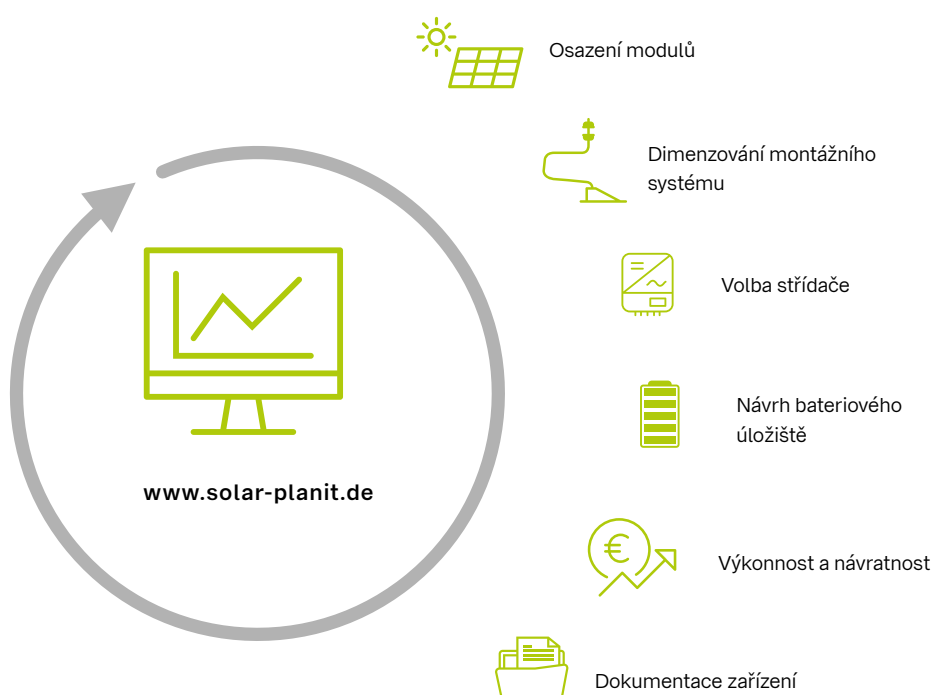 Osazení modulů
Dimenzování montážního
systému
Volba střídače
Návrh bateriového
úložiště
www.solar-planit.de
Výkonnost a návratnost
Dokumentace zařízení